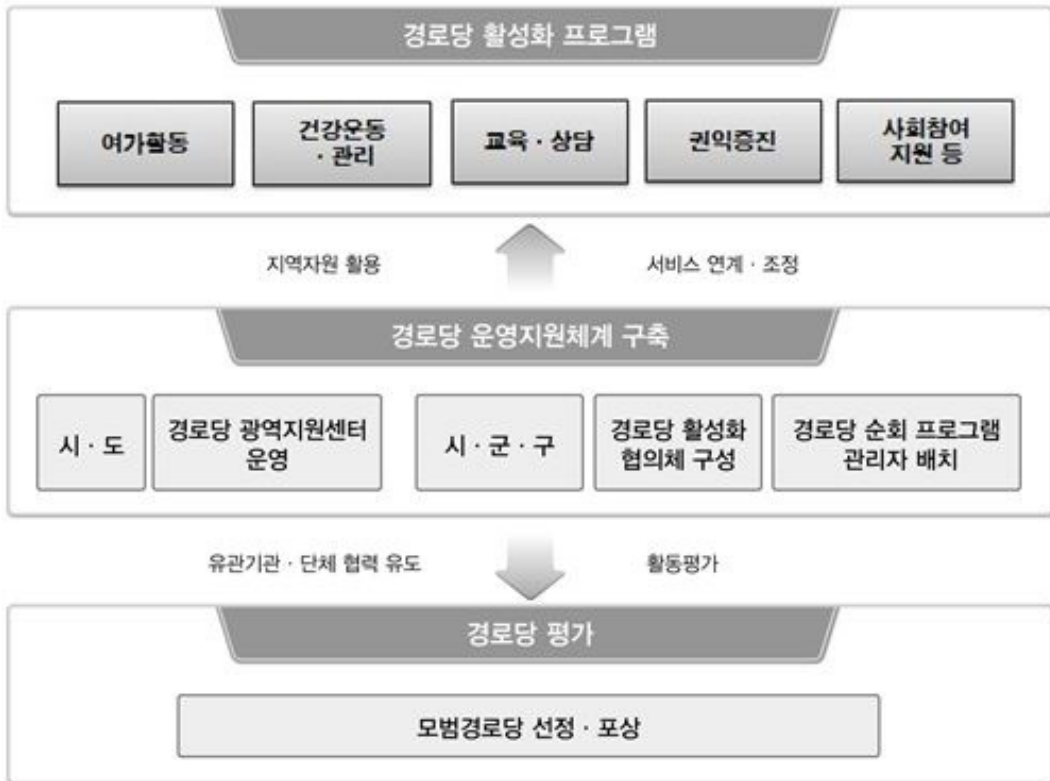 경로당 활성화 프로그램
여가활동
건강운동
· 관리
교육 · 상담
권익증진
사회참여
지원 등
지역자원 활용
서비스 연계 · 조정
경로당 운영지원체계 구축
시 · 도
경로당 광역지원센터
운영
시 · 군 · 구
경로당 활성화
협의체 구성
경로당 순회 프로그램
관리자 배치
유관기관 · 단체 협력 유도
활동평가
경로당 평가
모범경로당 선정 · 포상